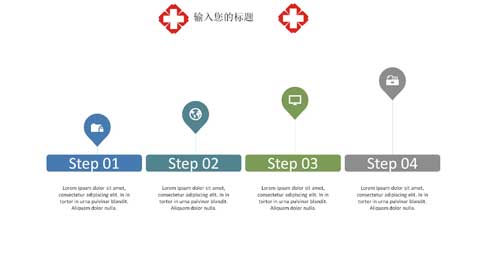 输入您的标题
Step 01
Step 02
Step 03
Step 04
Lorem ipsum dolor sit amet,
consectetur adipiscing elit. In in
tortor in urna pulvinar blandit.
Aliquam dolor nulla.
Lorem ipsum dolor sit amet,
consectetur adipiscing elit. In in
tortor in urna pulvinar blandit.
Aliquam dolor nulla.
Lorem ipsum dolor sit amet,
consectetur adipiscing elit. In in
tortor in urna pulvinar blandit.
Aliquam dolor nulla.
Lorem ipsum dolor sit amet,
consectetur adipiscing elit. In in
tortor in urna pulvinar blandit.
Aliquam dolor nulla.